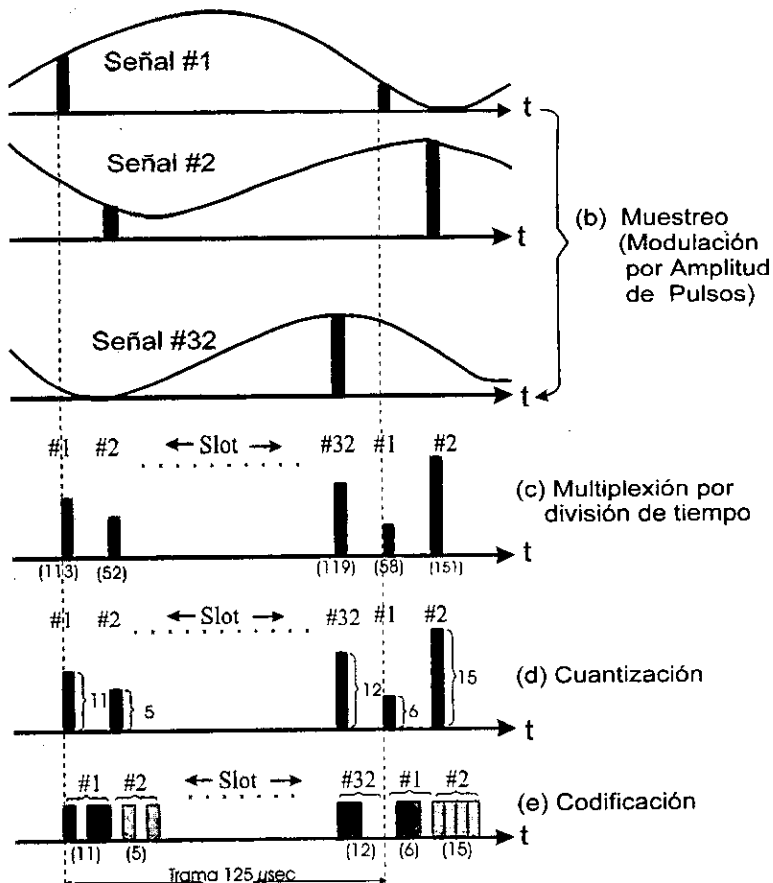 Señal #1
t
Señal #2
t
(b) Muestreo
(Modulación
por Amplitud
de Pulsos)
Señal #32
t
#1 #2 ← Slot → #32 #1 #2
(c) Multiplexión por
división de tiempo
t
(113) (52) (119) (58) (151)
#1 #2 ← Slot → #32 #1 #2
11 5 12 6 15
(d) Cuantización
t
#1 #2 ← Slot → #32 #1 #2
(e) Codificación
t
(11) (5) (12) (6) (15)
Trama 125 µsec